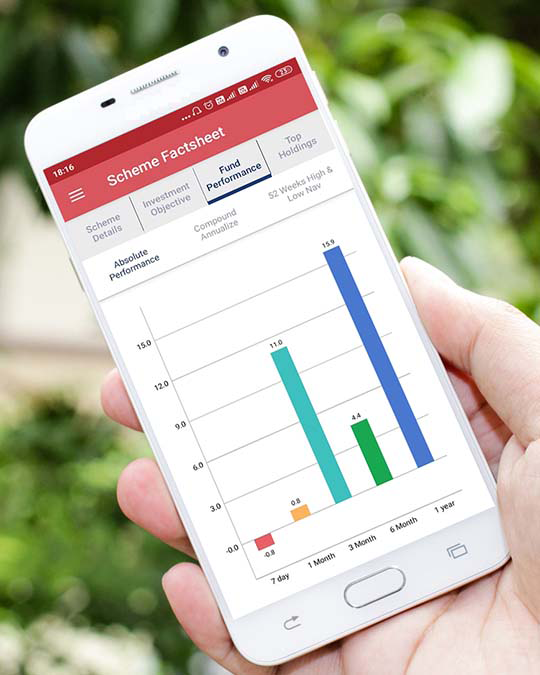 18:16
23
Scheme Factsheet
Scheme
Details
Investment
Objective
Fund
Performance
Top
Holdings
Absolute
Performance
Compound
Annualize
52 Weeks High &
Low Nav
15.0
12.0
9.0
6.0
3.0
-0.0
-0.8
0.8
11.0
4.4
15.9
7 day
1 Month
3 Month
6 Month
1 year